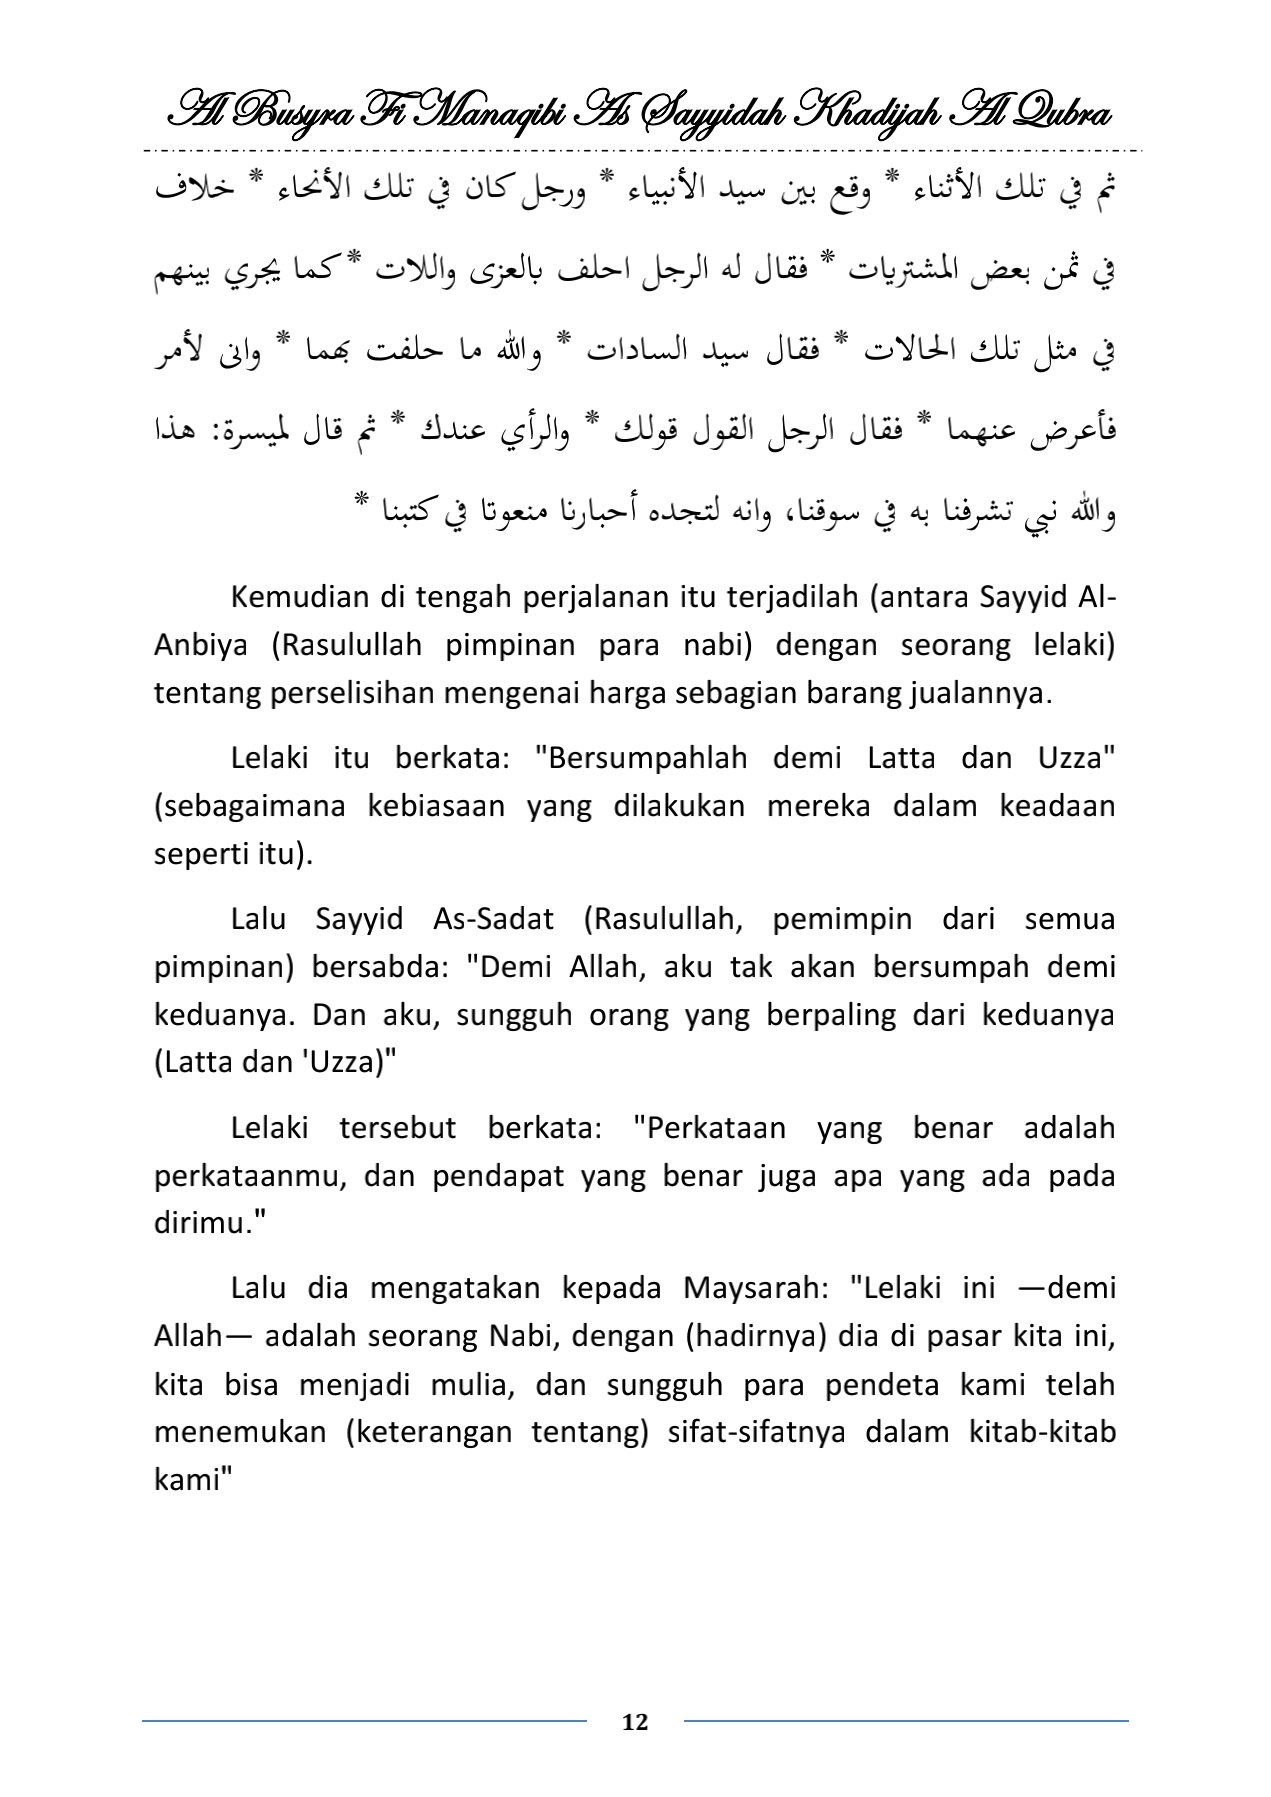 Al Busyra Fi Manaqibi As Sayyidah Khadijah Al Qubra
ثم في تلك الأثناء * وقع بين سيد الأنبياء * ورجل كان في تلك الأنحاء * خلاف
في ثمن بعض المشتريات * فقال له الرجل احلف بالعزى واللات * كما يجري بينهم
في مثل تلك الحالات * فقال سيد السادات * والله ما حلفت بهما * وانى لأمر
فأعرض عنهما * فقال الرجل القول قولك * والرأي عندك * ثم قال لميسرة: هذا
والله نبي تشرفنا به في سوقنا، وانه لتجده أحبارنا منعوتا في كتبنا *
Kemudian di tengah perjalanan itu terjadilah (antara Sayyid Al-
Anbiya (Rasulullah pimpinan para nabi) dengan seorang lelaki)
tentang perselisihan mengenai harga sebagian barang jualannya.
Lelaki itu berkata: "Bersumpahlah demi Latta dan Uzza"
(sebagaimana kebiasaan yang dilakukan mereka dalam keadaan
seperti itu).
Lalu Sayyid As-Sadat (Rasulullah, pemimpin dari semua
pimpinan) bersabda: "Demi Allah, aku tak akan bersumpah demi
keduanya. Dan aku, sungguh orang yang berpaling dari keduanya
(Latta dan 'Uzza)"
Lelaki tersebut berkata: "Perkataan yang benar adalah
perkataanmu, dan pendapat yang benar juga apa yang ada pada
dirimu."
Lalu dia mengatakan kepada Maysarah: "Lelaki ini —demi
Allah— adalah seorang Nabi, dengan (hadirnya) dia di pasar kita ini,
kita bisa menjadi mulia, dan sungguh para pendeta kami telah
menemukan (keterangan tentang) sifat-sifatnya dalam kitab-kitab
kami"
12